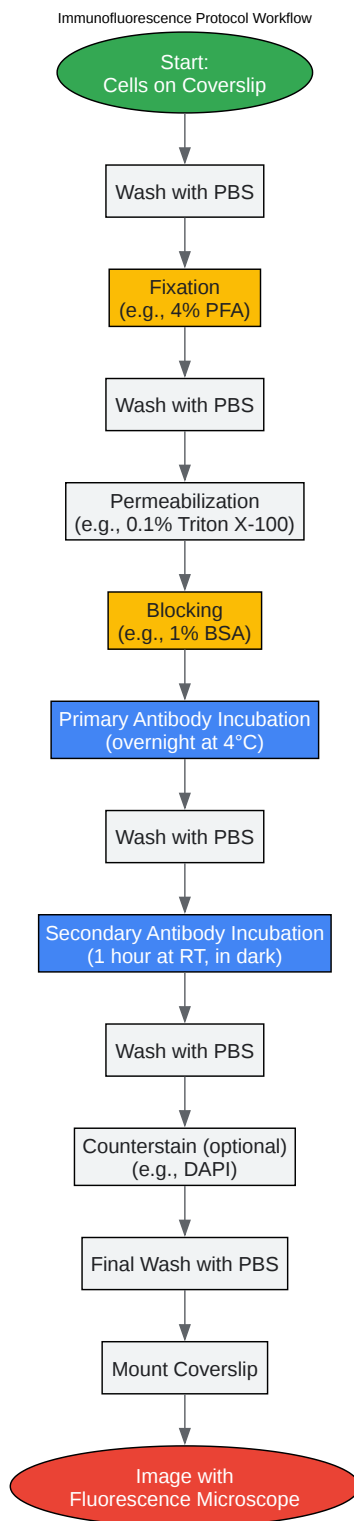 Immunofluorescence Protocol Workflow
Start:
Cells on Coverslip
Wash with PBS
Fixation
(e.g., 4% PFA)
Wash with PBS
Permeabilization
(e.g., 0.1% Triton X-100)
Blocking
(e.g., 1% BSA)
Primary Antibody Incubation
(overnight at 4°C)
Wash with PBS
Secondary Antibody Incubation
(1 hour at RT, in dark)
Wash with PBS
Counterstain (optional)
(e.g., DAPI)
Final Wash with PBS
Mount Coverslip
Image with
Fluorescence Microscope